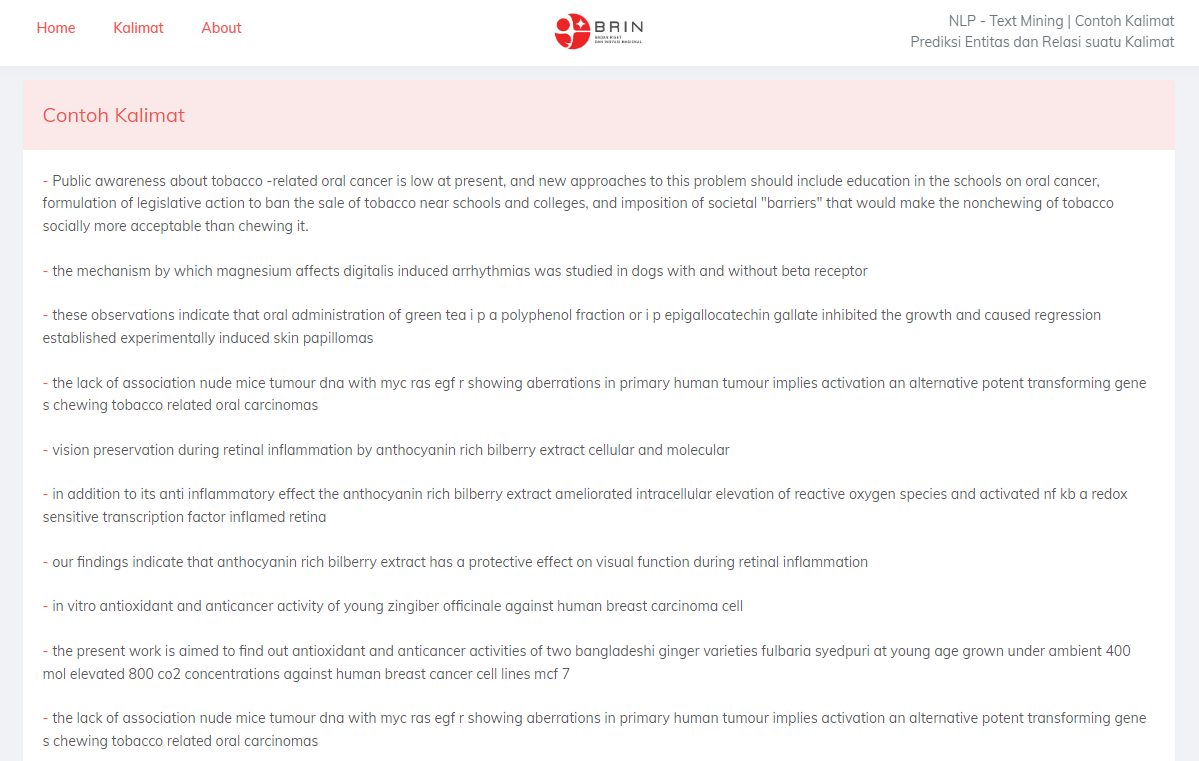 Home
Kalimat
About
BRIN
BADAN RISET
DAN INOVASI NASIONAL
NLP - Text Mining | Contoh Kalimat
Prediksi Entitas dan Relasi suatu Kalimat
Contoh Kalimat
- Public awareness about tobacco -related oral cancer is low at present, and new approaches to this problem should include education in the schools on oral cancer,
formulation of legislative action to ban the sale of tobacco near schools and colleges, and imposition of societal "barriers" that would make the nonchewing of tobacco
socially more acceptable than chewing it.
- the mechanism by which magnesium affects digitalis induced arrhythmias was studied in dogs with and without beta receptor
- these observations indicate that oral administration of green tea i p a polyphenol fraction or i p epigallocatechin gallate inhibited the growth and caused regression
established experimentally induced skin papillomas
- the lack of association nude mice tumour dna with myc ras egf r showing aberrations in primary human tumour implies activation an alternative potent transforming gene
s chewing tobacco related oral carcinomas
- vision preservation during retinal inflammation by anthocyanin rich bilberry extract cellular and molecular
- in addition to its anti inflammatory effect the anthocyanin rich bilberry extract ameliorated intracellular elevation of reactive oxygen species and activated nf kb a redox
sensitive transcription factor inflamed retina
- our findings indicate that anthocyanin rich bilberry extract has a protective effect on visual function during retinal inflammation
- in vitro antioxidant and anticancer activity of young zingiber officinale against human breast carcinoma cell
- the present work is aimed to find out antioxidant and anticancer activities of two bangladeshi ginger varieties fulbaria syedpuri at young age grown under ambient 400
mol elevated 800 co2 concentrations against human breast cancer cell lines mcf 7
- the lack of association nude mice tumour dna with myc ras egf r showing aberrations in primary human tumour implies activation an alternative potent transforming gene
s chewing tobacco related oral carcinomas